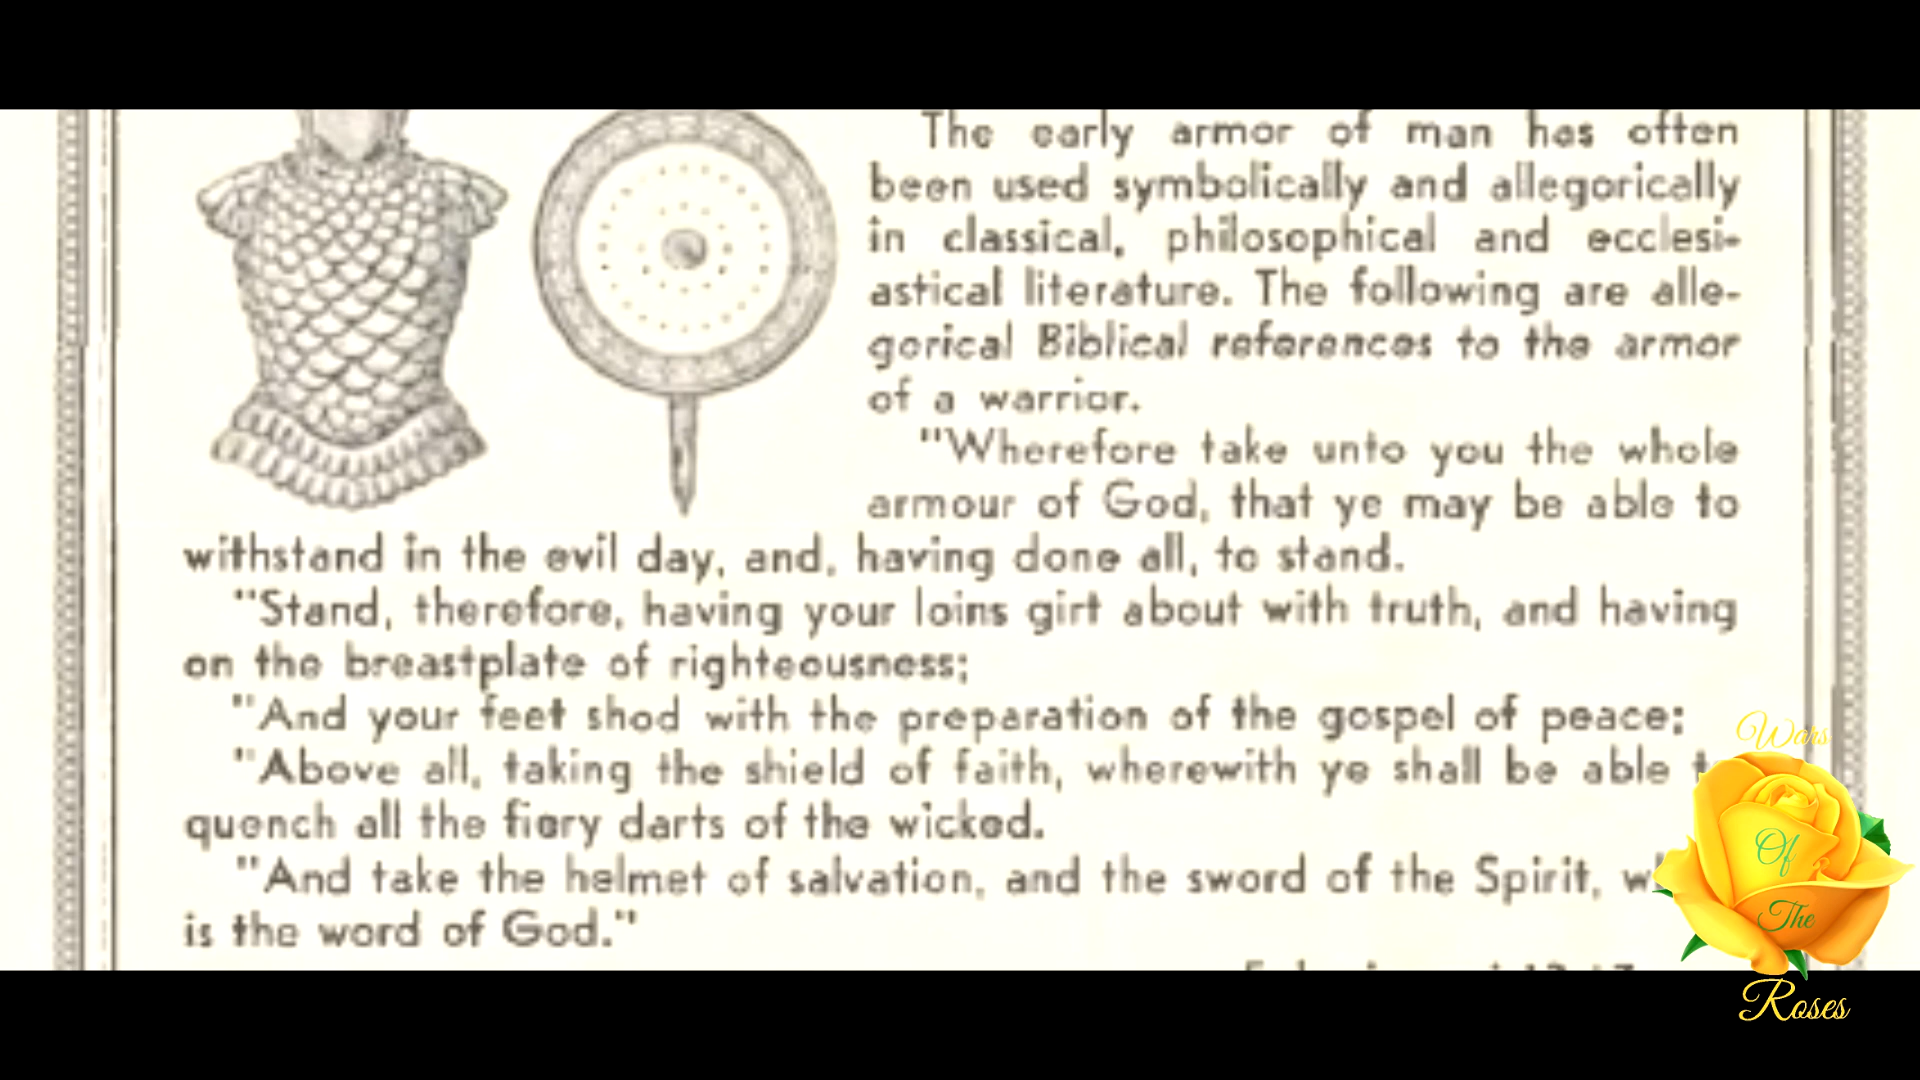 The early armor of man has often
been used symbolically and allegorically
in classical, philosophical and ecclesi-
astical literature. The following are alle-
gorical Biblical references to the armor
of a warrior.
"Wherefore take unto you the whole
armour of God, that ye may be able to
withstand in the evil day, and, having done all, to stand.
"Stand, therefore, having your loins girt about with truth, and having
on the breastplate of righteousness;
"And your feet shod with the preparation of the gospel of peace;
"Above all, taking the shield of faith, wherewith ye shall be able
quench all the fiery darts of the wicked.
"And take the helmet of salvation, and the sword of the Spirit,
is the word of God."
Wars
Of
The
Roses